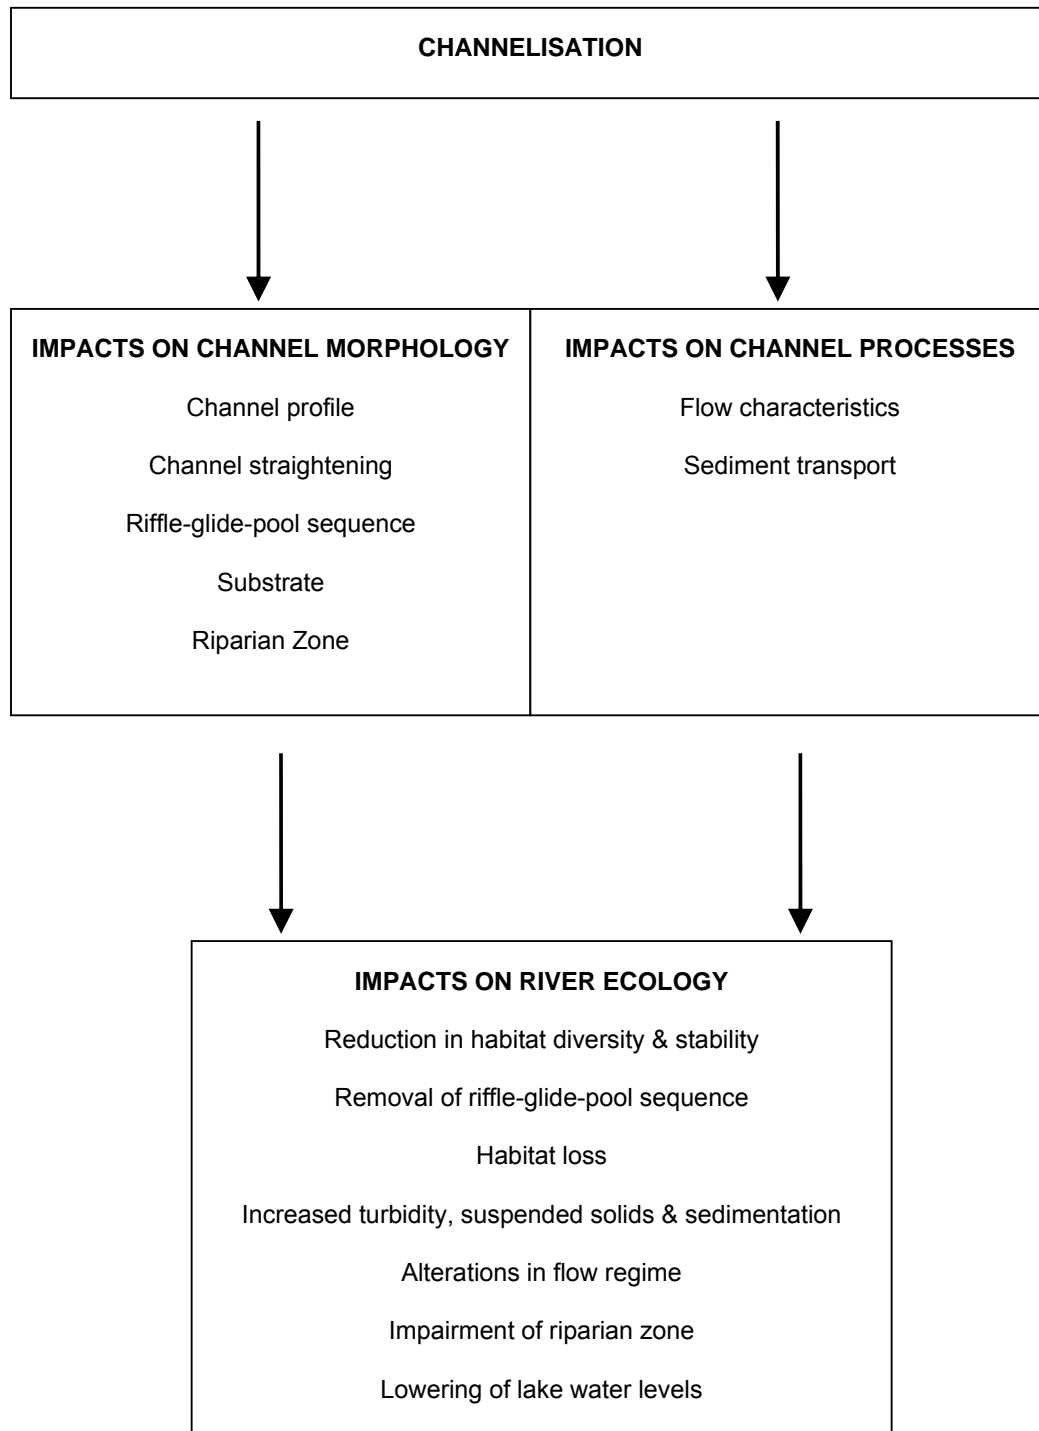 CHANNELISATION
IMPACTS ON CHANNEL MORPHOLOGY
Channel profile
Channel straightening
Riffle-glide-pool sequence
Substrate
Riparian Zone
IMPACTS ON CHANNEL PROCESSES
Flow characteristics
Sediment transport
IMPACTS ON RIVER ECOLOGY
Reduction in habitat diversity & stability
Removal of riffle-glide-pool sequence
Habitat loss
Increased turbidity, suspended solids & sedimentation
Alterations in flow regime
Impairment of riparian zone
Lowering of lake water levels